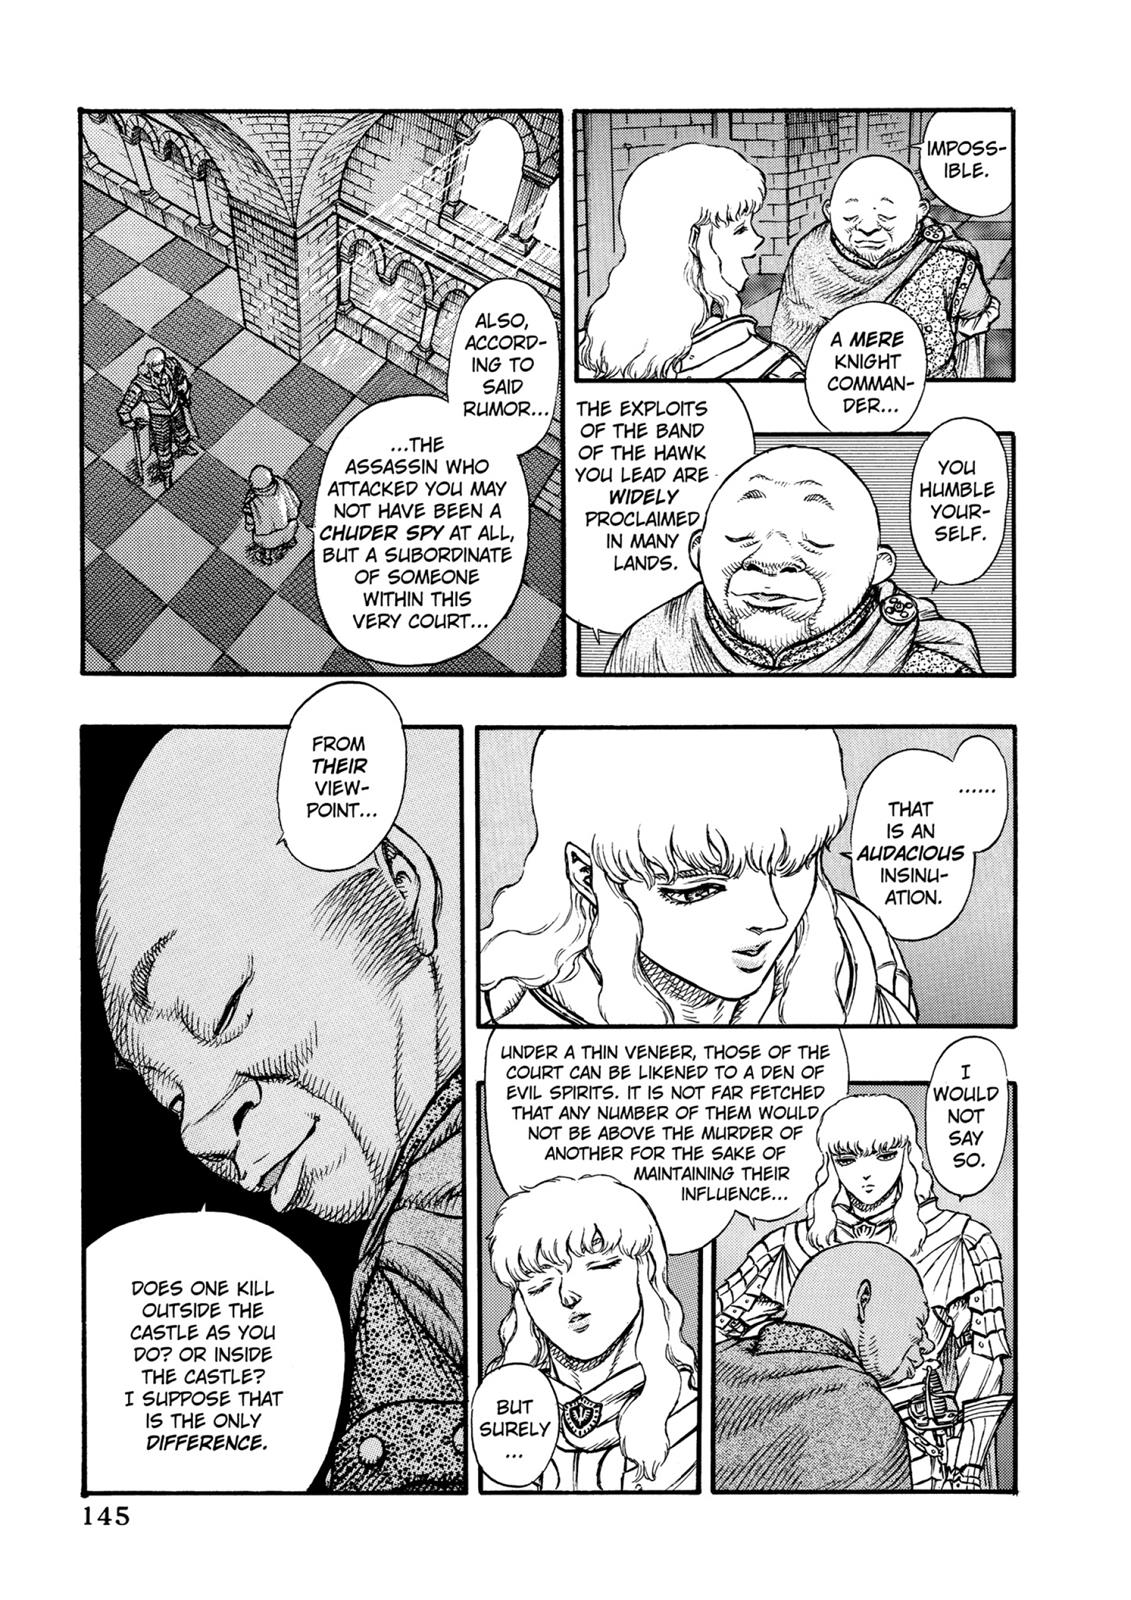 IMPOSS-
IBLE.
A MERE
KNIGHT
COMMAN-
DER...
YOU
HUMBLE
YOUR-
SELF.
THE EXPLOITS
OF THE BAND
OF THE HAWK
YOU LEAD ARE
WIDELY
PROCLAIMED
IN MANY
LANDS.
ALSO,
ACCORD-
ING TO
SAID
RUMOR...
...THE
ASSASSIN WHO
ATTACKED YOU MAY
NOT HAVE BEEN A
CHUDER SPY AT ALL,
BUT A SUBORDINATE
OF SOMEONE
WITHIN THIS
VERY COURT...
......
THAT
IS AN
AUDACIOUS
INSINU-
ATION.
FROM
THEIR
VIEW-
POINT...
DOES ONE KILL
OUTSIDE THE
CASTLE AS YOU
DO? OR INSIDE
THE CASTLE?
I SUPPOSE THAT
IS THE ONLY
DIFFERENCE.
I
WOULD
NOT
SAY
SO.
UNDER A THIN VENEER, THOSE OF THE
COURT CAN BE LIKENED TO A DEN OF
EVIL SPIRITS. IT IS NOT FAR FETCHED
THAT ANY NUMBER OF THEM WOULD
NOT BE ABOVE THE MURDER OF
ANOTHER FOR THE SAKE OF
MAINTAINING THEIR
INFLUENCE...
BUT
SURELY
...
145